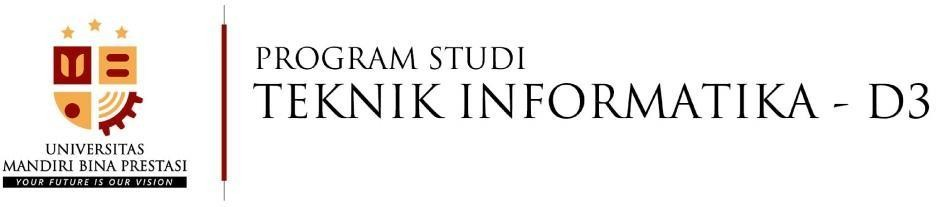 UNIVERSITAS
MANDIRI BINA PRESTASI
YOUR FUTURE IS OUR VISION
PROGRAM STUDI
TEKNIK INFORMATIKA - D3